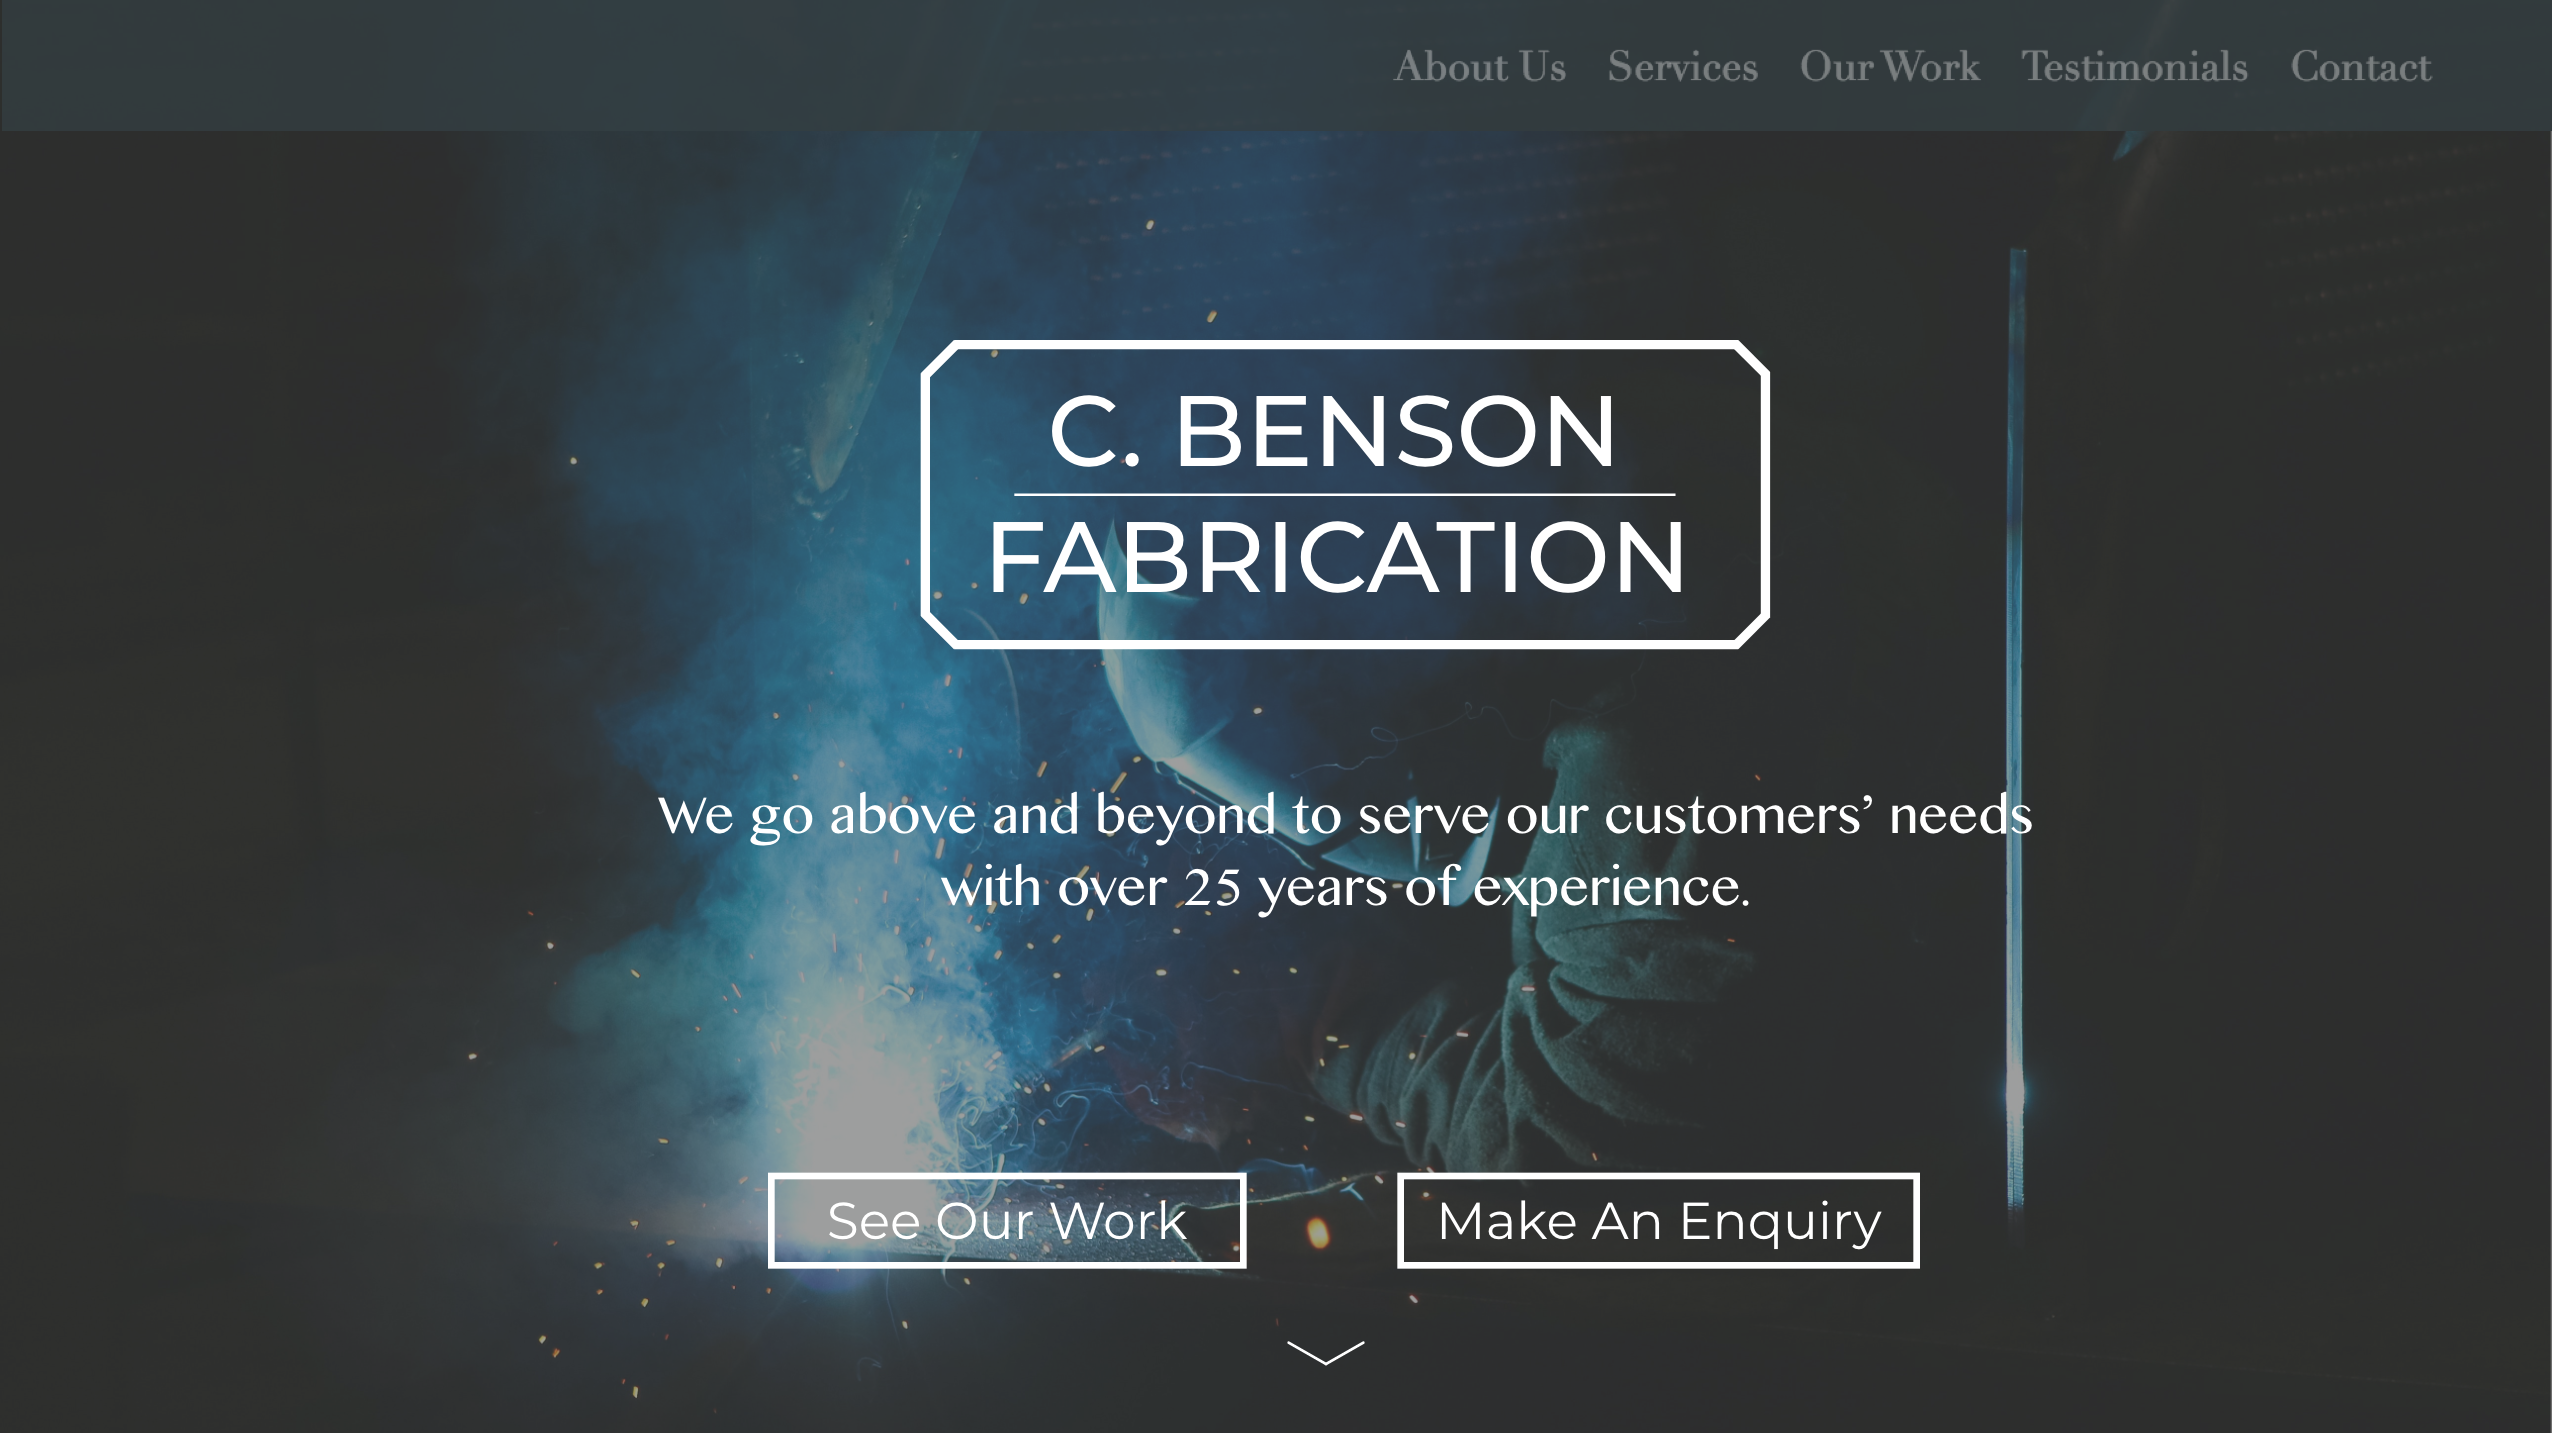 About Us Services Our Work Testimonials Contact
C. BENSON
FABRICATION
We go above and beyond to serve our customers’ needs
with over 25 years of experience.
See Our Work
Make An Enquiry